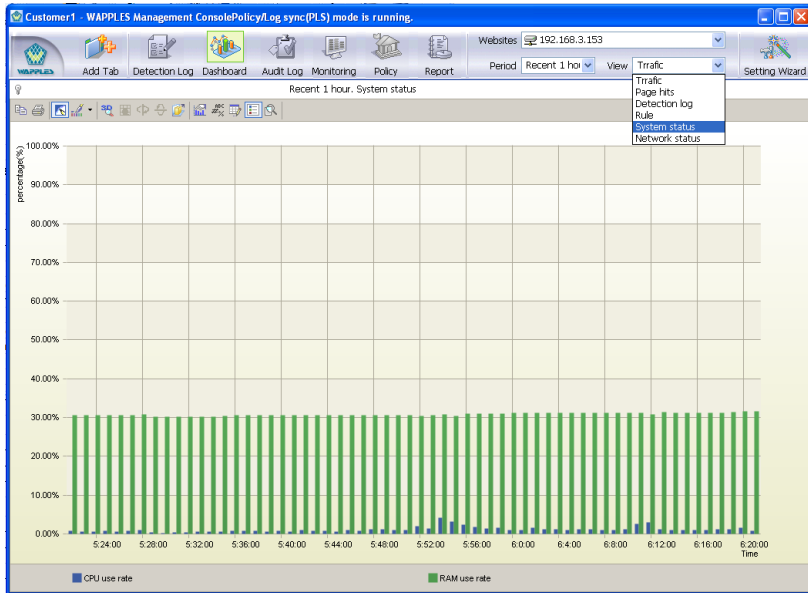 Customer1 - WAPPLES Management ConsolePolicy/Log sync(PLS) mode is running.
Websites 192.168.3.153
WAPPLES Add Tab Detection Log Dashboard Audit Log Monitoring Policy Report Period Recent 1 hou View Trrafic Setting Wizard
Trrafic
Page hits
Detection log
Rule
System status
Network status
Recent 1 hour. System status
percentage(%)
100.00%
90.00%
80.00%
70.00%
60.00%
50.00%
40.00%
30.00%
20.00%
10.00%
0.00%
5:24:00 5:28:00 5:32:00 5:36:00 5:40:00 5:44:00 5:48:00 5:52:00 5:56:00 6:0:00 6:4:00 6:8:00 6:12:00 6:16:00 6:20:00
Time
CPU use rate RAM use rate